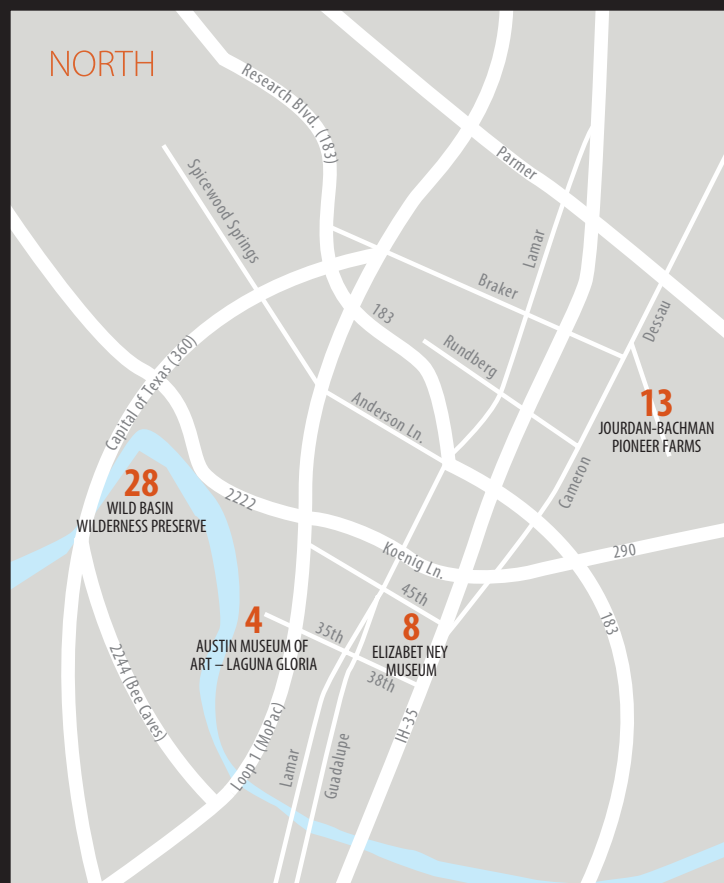 NORTH
Research Blvd. (183)
Parmer
Spicewood Springs
Lamar
Braker
183
Dessau
Rundberg
Capital of Texas (360)
Anderson Ln.
13
JOURDAN-BACHMAN
PIONEER FARMS
28
WILD BASIN
WILDERNESS PRESERVE
Cameron
2222
Koenig Ln.
290
45th
4
AUSTIN MUSEUM OF
ART – LAGUNA GLORIA
35th
8
ELIZABET NEY
MUSEUM
183
38th
2244 (Bee Caves)
Loop 1 (MoPac)
Lamar
Guadalupe
IH-35